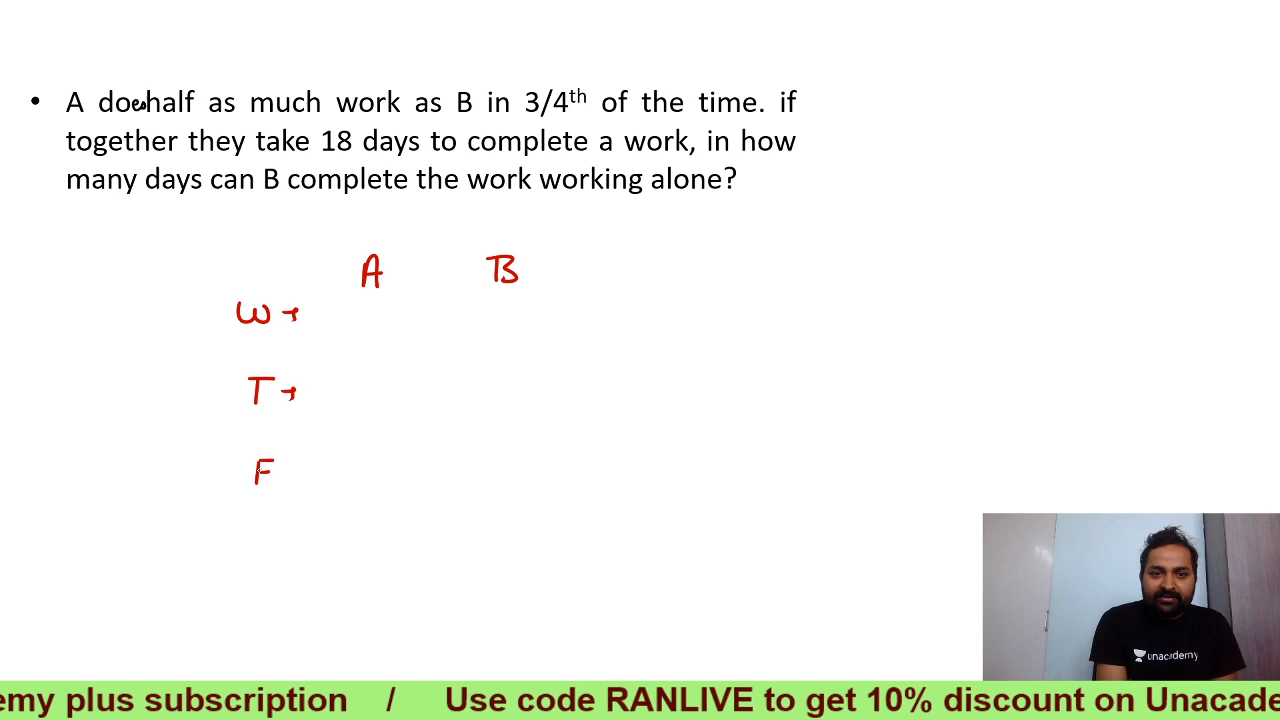 • A does half as much work as B in 3/4th of the time. if
together they take 18 days to complete a work, in how
many days can B complete the work working alone?
A B
W →
T →
F
unacademy
emy plus subscription / Use code RANLIVE to get 10% discount on Unacade